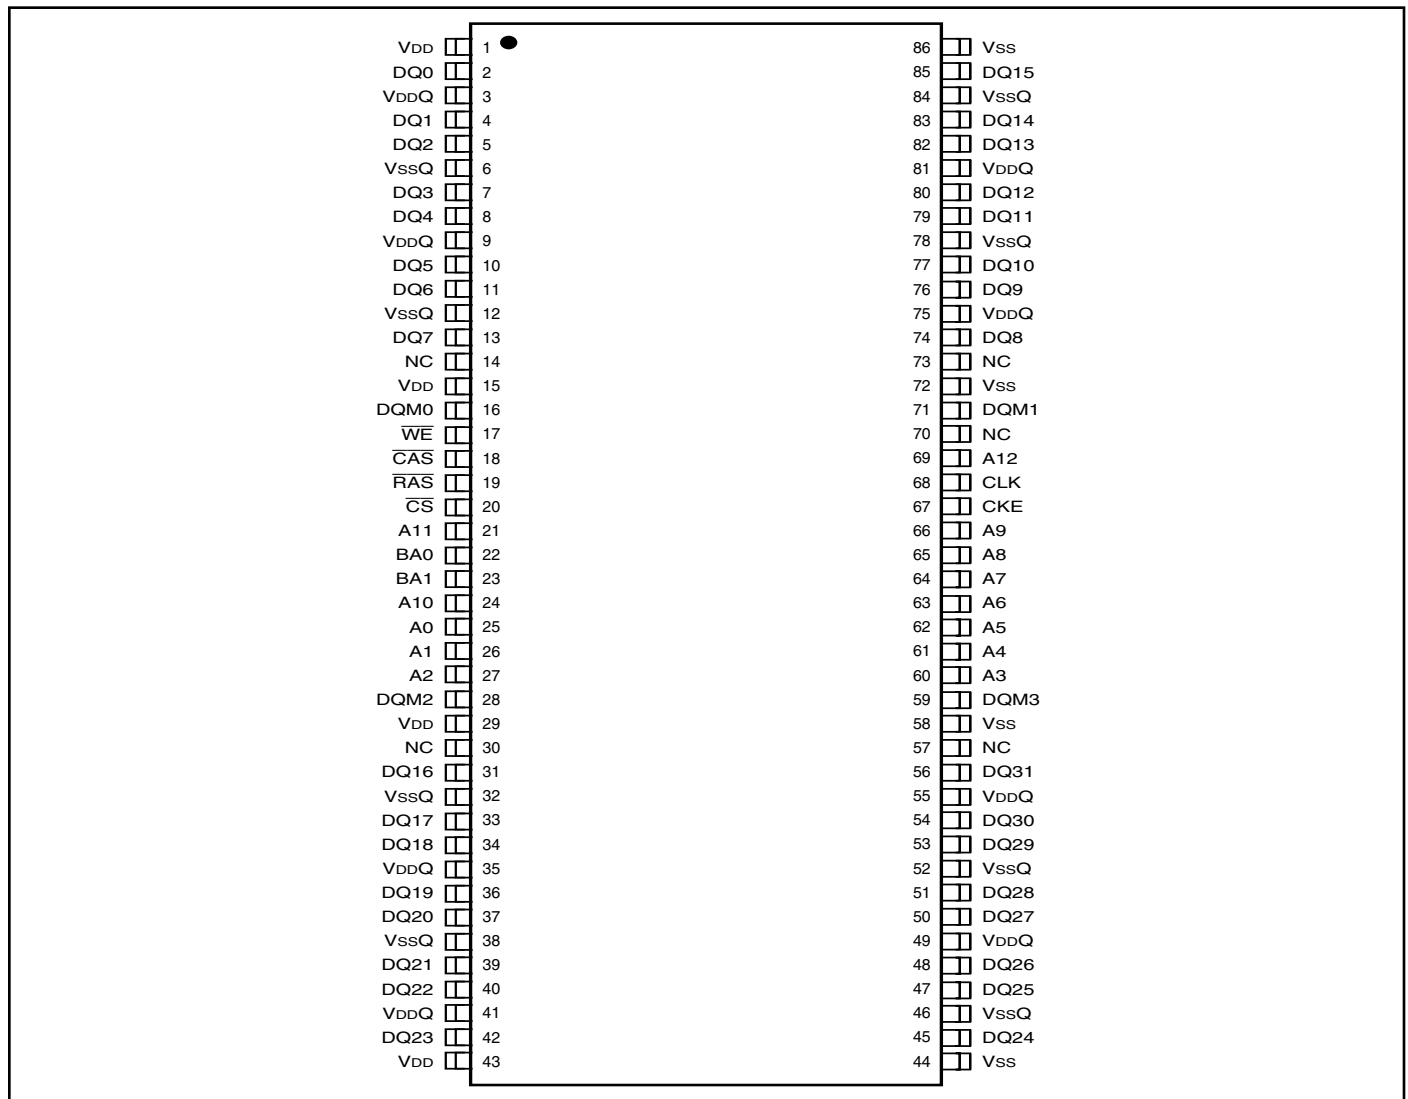 VDD 1 86 VSS
DQ0 2 85 DQ15
VDDQ 3 84 VSSQ
DQ1 4 83 DQ14
DQ2 5 82 DQ13
VSSQ 6 81 VDDQ
DQ3 7 80 DQ12
DQ4 8 79 DQ11
VDDQ 9 78 VSSQ
DQ5 10 77 DQ10
DQ6 11 76 DQ9
VSSQ 12 75 VDDQ
DQ7 13 74 DQ8
NC 14 73 NC
VDD 15 72 VSS
DQM0 16 71 DQM1
W̅E̅ 17 70 NC
C̅A̅S̅ 18 69 A12
R̅A̅S̅ 19 68 CLK
C̅S̅ 20 67 CKE
A11 21 66 A9
BA0 22 65 A8
BA1 23 64 A7
A10 24 63 A6
A0 25 62 A5
A1 26 61 A4
A2 27 60 A3
DQM2 28 59 DQM3
VDD 29 58 VSS
NC 30 57 NC
DQ16 31 56 DQ31
VSSQ 32 55 VDDQ
DQ17 33 54 DQ30
DQ18 34 53 DQ29
VDDQ 35 52 VSSQ
DQ19 36 51 DQ28
DQ20 37 50 DQ27
VSSQ 38 49 VDDQ
DQ21 39 48 DQ26
DQ22 40 47 DQ25
VDDQ 41 46 VSSQ
DQ23 42 45 DQ24
VDD 43 44 VSS